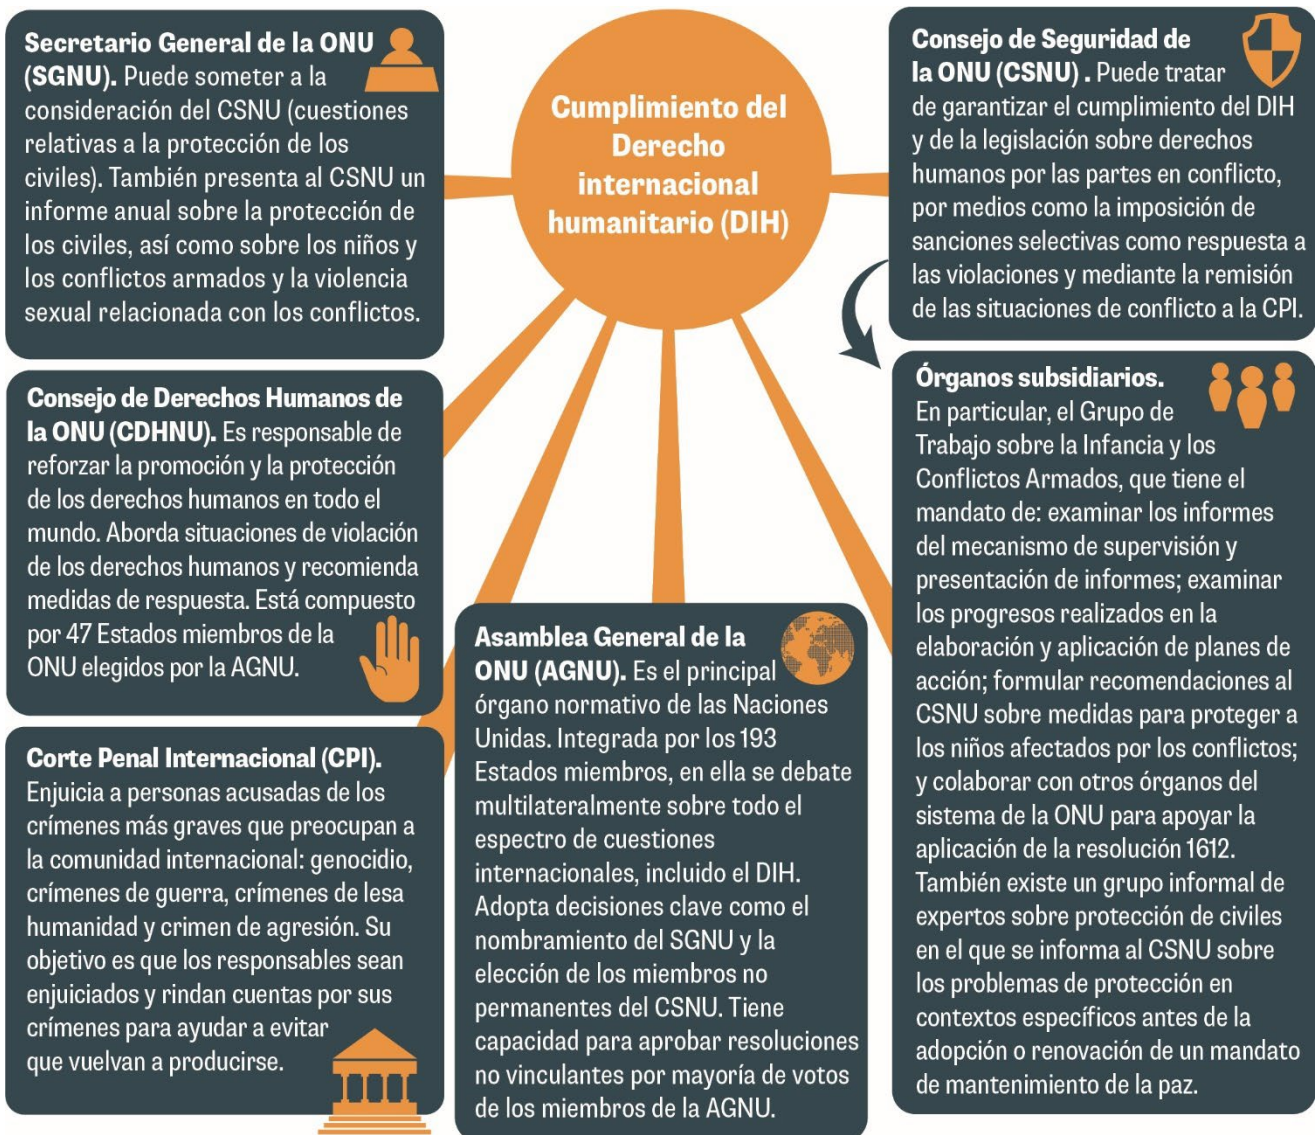 Cumplimiento del
Derecho
internacional
humanitario (DIH)
Secretario General de la ONU
(SGNU). Puede someter a la
consideración del CSNU (cuestiones
relativas a la protección de los
civiles). También presenta al CSNU un
informe anual sobre la protección de
los civiles, así como sobre los niños y
los conflictos armados y la violencia
sexual relacionada con los conflictos.
Consejo de Derechos Humanos de
la ONU (CDHNU). Es responsable de
reforzar la promoción y la protección
de los derechos humanos en todo el
mundo. Aborda situaciones de violación
de los derechos humanos y recomienda
medidas de respuesta. Está compuesto
por 47 Estados miembros de la
ONU elegidos por la AGNU.
Corte Penal Internacional (CPI).
Enjuicia a personas acusadas de los
crímenes más graves que preocupan a
la comunidad internacional: genocidio,
crímenes de guerra, crímenes de lesa
humanidad y crimen de agresión. Su
objetivo es que los responsables sean
enjuiciados y rindan cuentas por sus
crímenes para ayudar a evitar
que vuelvan a producirse.
Asamblea General de la
ONU (AGNU). Es el principal
órgano normativo de las Naciones
Unidas. Integrada por los 193
Estados miembros, en ella se debate
multilateralmente sobre todo el
espectro de cuestiones
internacionales, incluido el DIH.
Adopta decisiones clave como el
nombramiento del SGNU y la
elección de los miembros no
permanentes del CSNU. Tiene
capacidad para aprobar resoluciones
no vinculantes por mayoría de votos
de los miembros de la AGNU.
Consejo de Seguridad de
la ONU (CSNU) . Puede tratar
de garantizar el cumplimiento del DIH
y de la legislación sobre derechos
humanos por las partes en conflicto,
por medios como la imposición de
sanciones selectivas como respuesta a
las violaciones y mediante la remisión
de las situaciones de conflicto a la CPI.
Órganos subsidiarios.
En particular, el Grupo de
Trabajo sobre la Infancia y los
Conflictos Armados, que tiene el
mandato de: examinar los informes
del mecanismo de supervisión y
presentación de informes; examinar
los progresos realizados en la
elaboración y aplicación de planes de
acción; formular recomendaciones al
CSNU sobre medidas para proteger a
los niños afectados por los conflictos;
y colaborar con otros órganos del
sistema de la ONU para apoyar la
aplicación de la resolución 1612.
También existe un grupo informal de
expertos sobre protección de civiles
en el que se informa al CSNU sobre
los problemas de protección en
contextos específicos antes de la
adopción o renovación de un mandato
de mantenimiento de la paz.